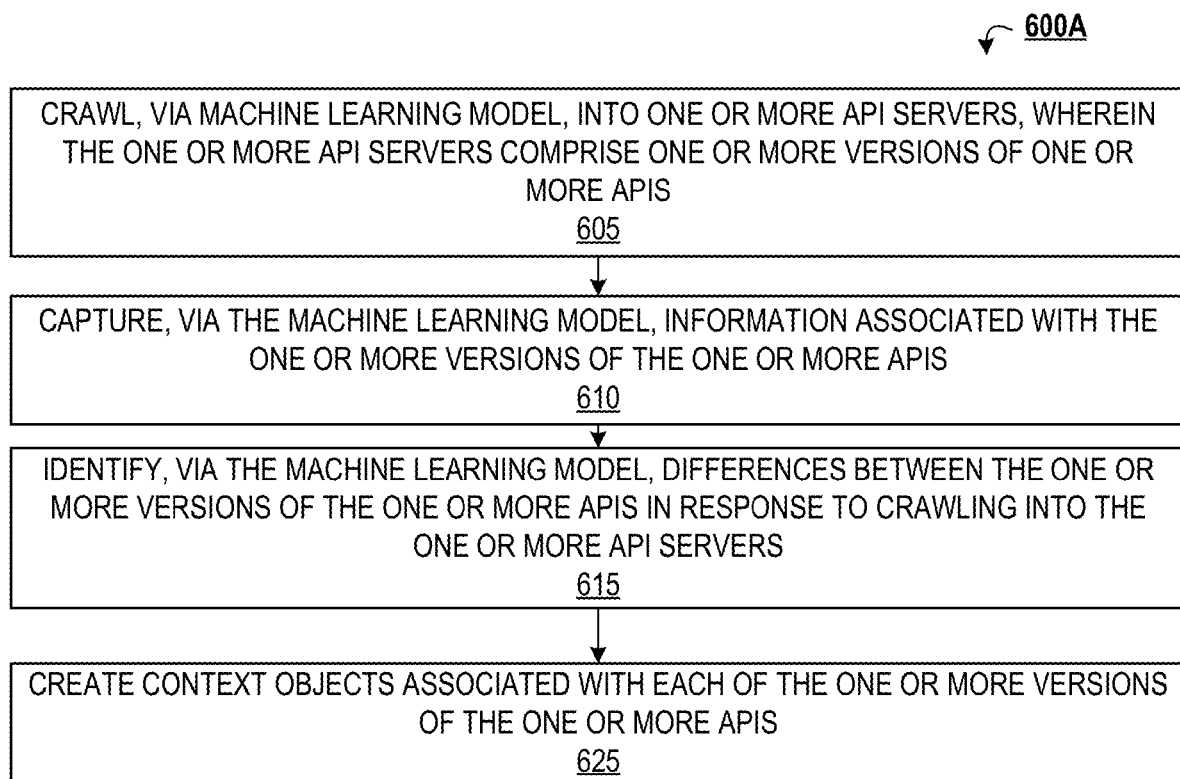 600A
CRAWL, VIA MACHINE LEARNING MODEL, INTO ONE OR MORE API SERVERS, WHEREIN
THE ONE OR MORE API SERVERS COMPRISE ONE OR MORE VERSIONS OF ONE OR
MORE APIS
605
CAPTURE, VIA THE MACHINE LEARNING MODEL, INFORMATION ASSOCIATED WITH THE
ONE OR MORE VERSIONS OF THE ONE OR MORE APIS
610
IDENTIFY, VIA THE MACHINE LEARNING MODEL, DIFFERENCES BETWEEN THE ONE OR
MORE VERSIONS OF THE ONE OR MORE APIS IN RESPONSE TO CRAWLING INTO THE
ONE OR MORE API SERVERS
615
CREATE CONTEXT OBJECTS ASSOCIATED WITH EACH OF THE ONE OR MORE VERSIONS
OF THE ONE OR MORE APIS
625